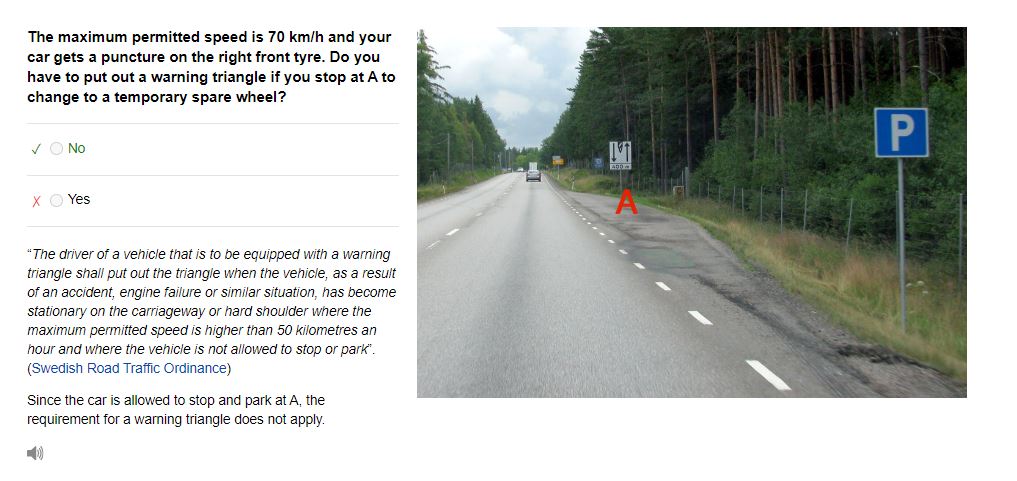 The maximum permitted speed is 70 km/h and your
car gets a puncture on the right front tyre. Do you
have to put out a warning triangle if you stop at A to
change to a temporary spare wheel?
No
Yes
“The driver of a vehicle that is to be equipped with a warning
triangle shall put out the triangle when the vehicle, as a result
of an accident, engine failure or similar situation, has become
stationary on the carriageway or hard shoulder where the
maximum permitted speed is higher than 50 kilometres an
hour and where the vehicle is not allowed to stop or park”.
(Swedish Road Traffic Ordinance)
Since the car is allowed to stop and park at A, the
requirement for a warning triangle does not apply.
P
A